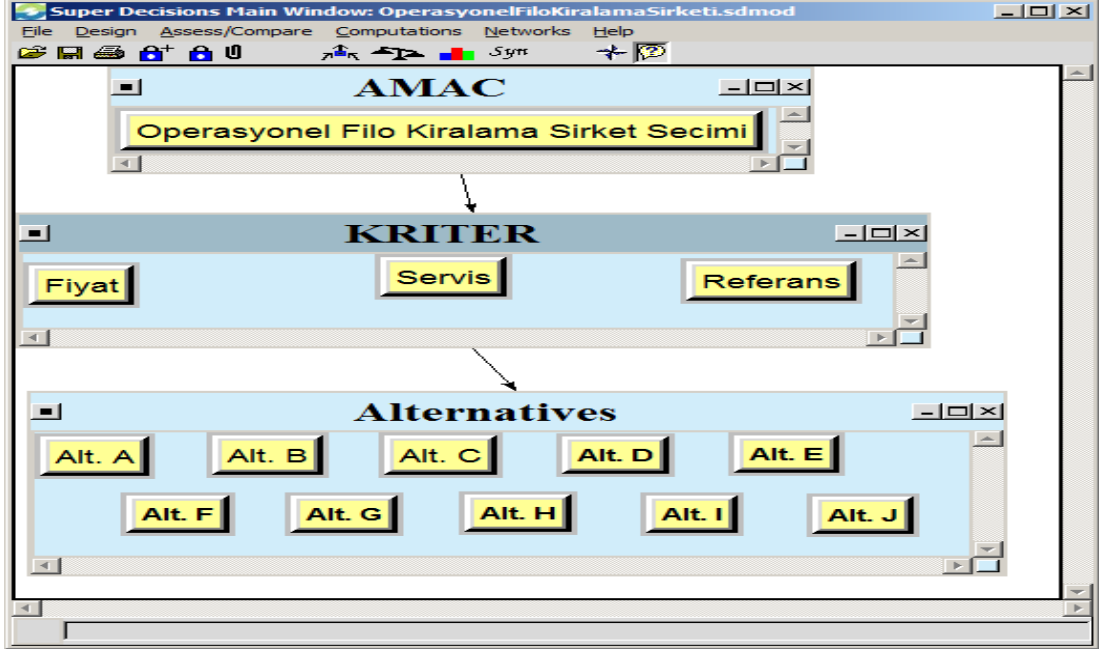 Super Decisions Main Window: OperasyonelFiloKiralamaSirketi.sdmod
File Design Assess/Compare Computations Networks Help
Syn
AMAC
Operasyonel Filo Kiralama Sirket Secimi
KRITER
Fiyat Servis Referans
Alternatives
Alt. A Alt. B Alt. C Alt. D Alt. E
Alt. F Alt. G Alt. H Alt. I Alt. J